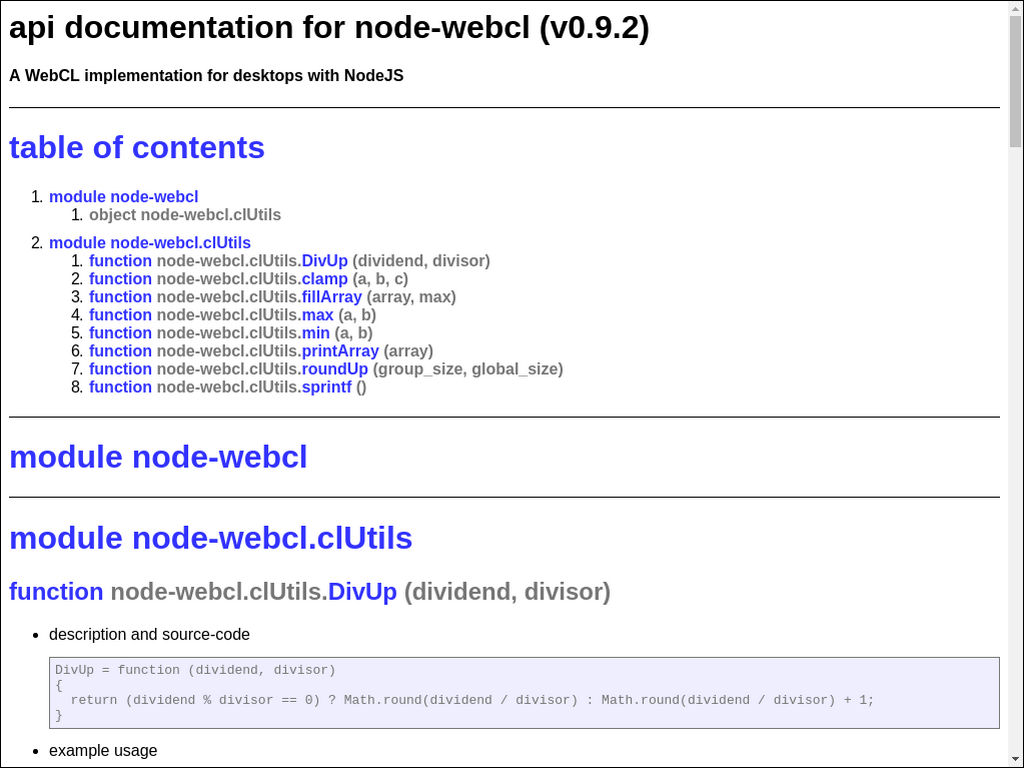 api documentation for node-webcl (v0.9.2)
A WebCL implementation for desktops with NodeJS
table of contents
1. module node-webcl
1. object node-webcl.clUtils
2. module node-webcl.clUtils
1. function node-webcl.clUtils.DivUp (dividend, divisor)
2. function node-webcl.clUtils.clamp (a, b, c)
3. function node-webcl.clUtils.fillArray (array, max)
4. function node-webcl.clUtils.max (a, b)
5. function node-webcl.clUtils.min (a, b)
6. function node-webcl.clUtils.printArray (array)
7. function node-webcl.clUtils.roundUp (group_size, global_size)
8. function node-webcl.clUtils.sprintf ()
module node-webcl
module node-webcl.clUtils
function node-webcl.clUtils.DivUp (dividend, divisor)
• description and source-code
DivUp = function (dividend, divisor)
{
  return (dividend % divisor == 0) ? Math.round(dividend / divisor) : Math.round(dividend / divisor) + 1;
}
• example usage